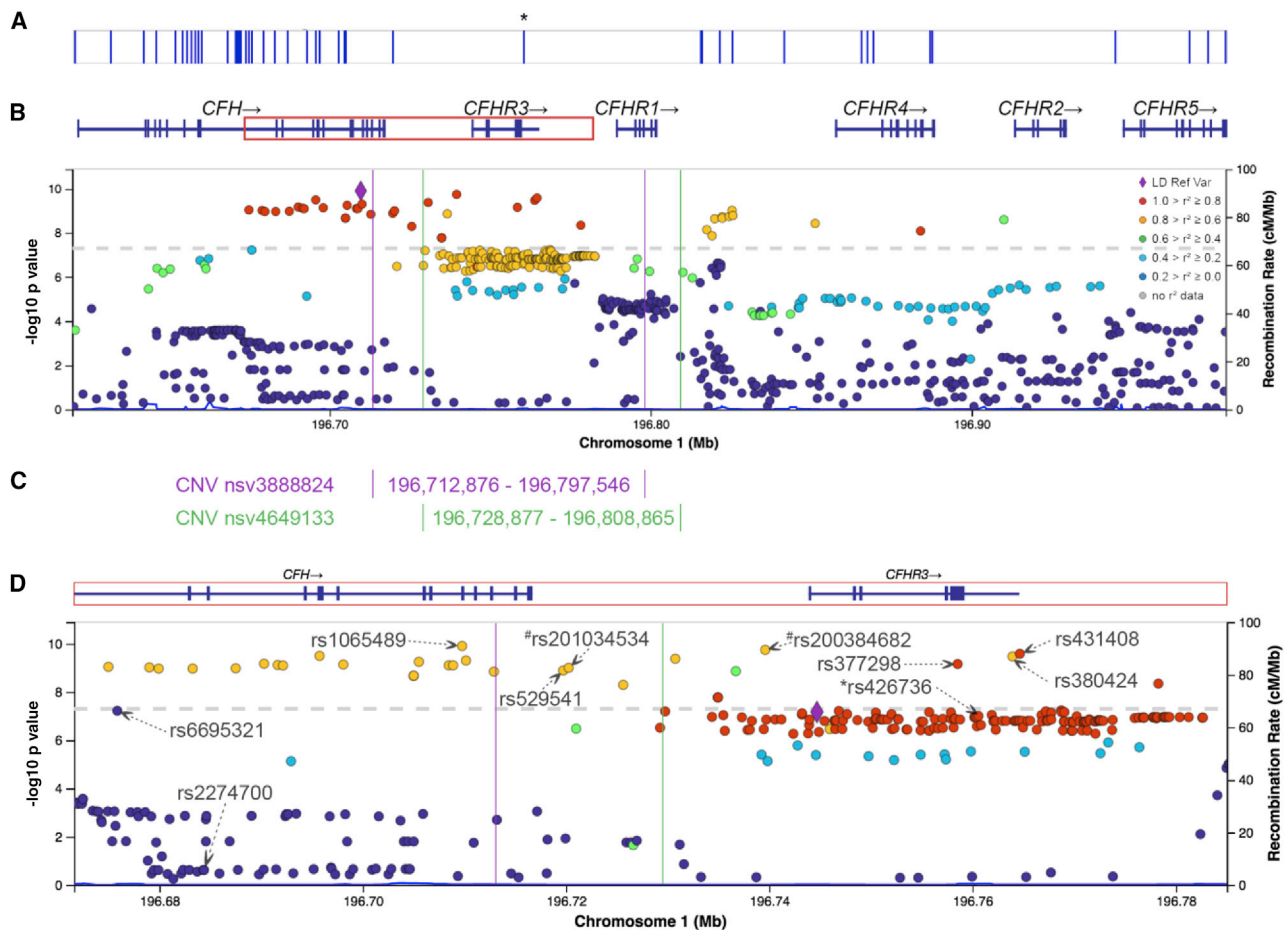 A
*
B
CFH→ CFHR3→ CFHR1→ CFHR4→ CFHR2→ CFHR5→
10
8
6
4
2
0
-log10 p value
100
80
60
40
20
0
Recombination Rate (cM/Mb)
LD Ref Var
1.0 > r² ≥ 0.8
0.8 > r² ≥ 0.6
0.6 > r² ≥ 0.4
0.4 > r² ≥ 0.2
0.2 > r² ≥ 0.0
no r² data
196.70 196.80 196.90
Chromosome 1 (Mb)
C
CNV nsv3888824 196,712,876 - 196,797,546
CNV nsv4649133 196,728,877 - 196,808,865
D
CFH→ CFHR3→
10
8
6
4
2
0
-log10 p value
100
80
60
40
20
0
Recombination Rate (cM/Mb)
rs1065489
#rs201034534
#rs200384682
rs431408
rs377298
rs380424
rs529541
*rs426736
rs6695321
rs2274700
196.68 196.70 196.72 196.74 196.76 196.78
Chromosome 1 (Mb)